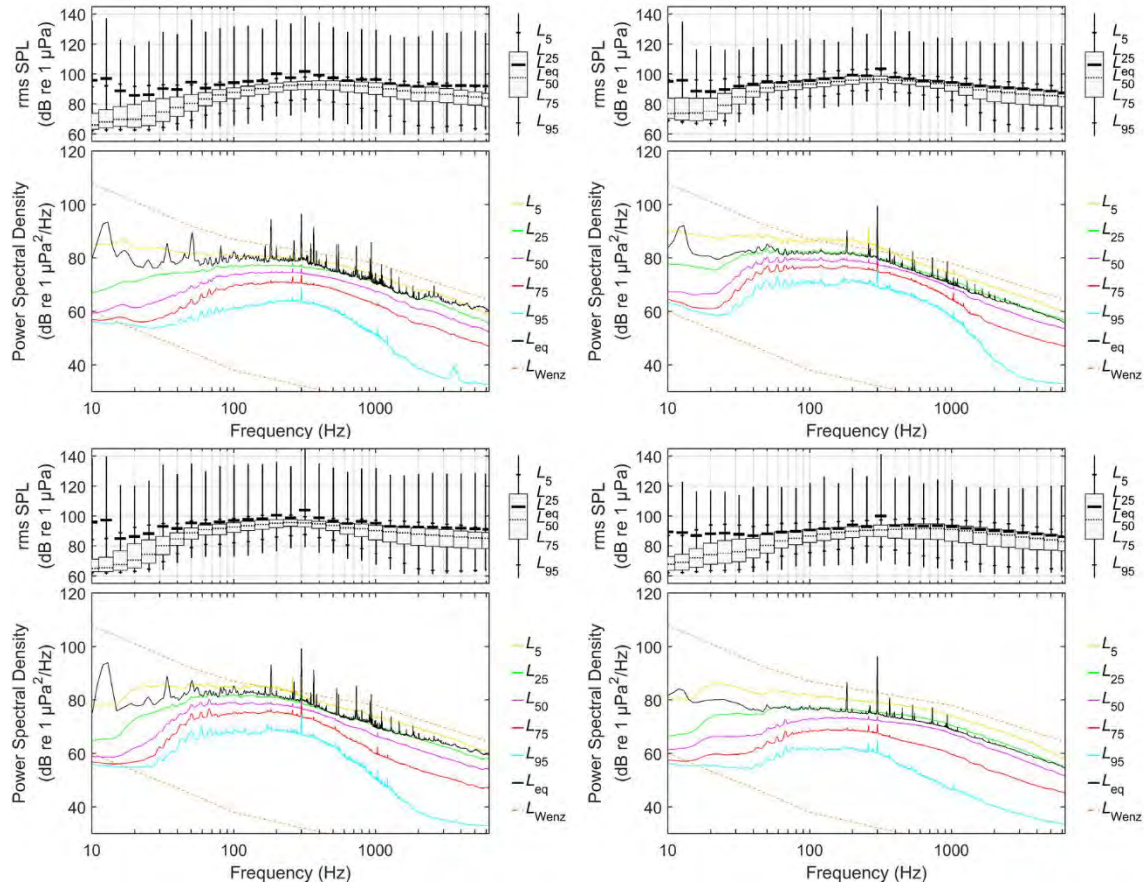 140
120
100
80
60
rms SPL
(dB re 1 µPa)
L5
L25
Leq
L50
L75
L95
120
100
80
60
40
Power Spectral Density
(dB re 1 µPa²/Hz)
10 100 1000
Frequency (Hz)
L5
L25
L50
L75
L95
Leq
LWenz
140
120
100
80
60
rms SPL
(dB re 1 µPa)
L5
L25
Leq
L50
L75
L95
120
100
80
60
40
Power Spectral Density
(dB re 1 µPa²/Hz)
10 100 1000
Frequency (Hz)
L5
L25
L50
L75
L95
Leq
LWenz
140
120
100
80
60
rms SPL
(dB re 1 µPa)
L5
L25
Leq
L50
L75
L95
120
100
80
60
40
Power Spectral Density
(dB re 1 µPa²/Hz)
10 100 1000
Frequency (Hz)
L5
L25
L50
L75
L95
Leq
LWenz
140
120
100
80
60
rms SPL
(dB re 1 µPa)
L5
L25
Leq
L50
L75
L95
120
100
80
60
40
Power Spectral Density
(dB re 1 µPa²/Hz)
10 100 1000
Frequency (Hz)
L5
L25
L50
L75
L95
Leq
LWenz